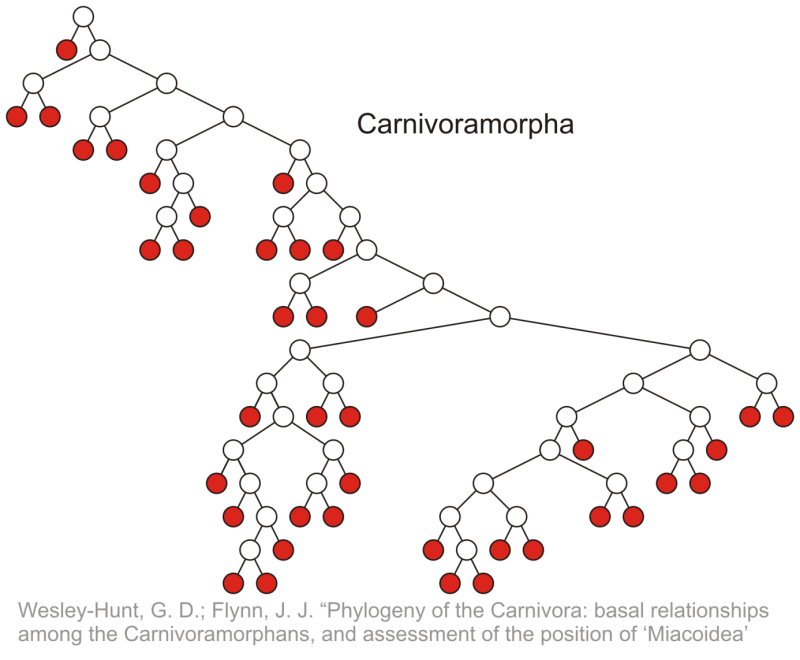 Carnivoramorpha
Wesley-Hunt, G. D.; Flynn, J. J. “Phylogeny of the Carnivora: basal relationships
among the Carnivoramorphans, and assessment of the position of ‘Miacoidea’